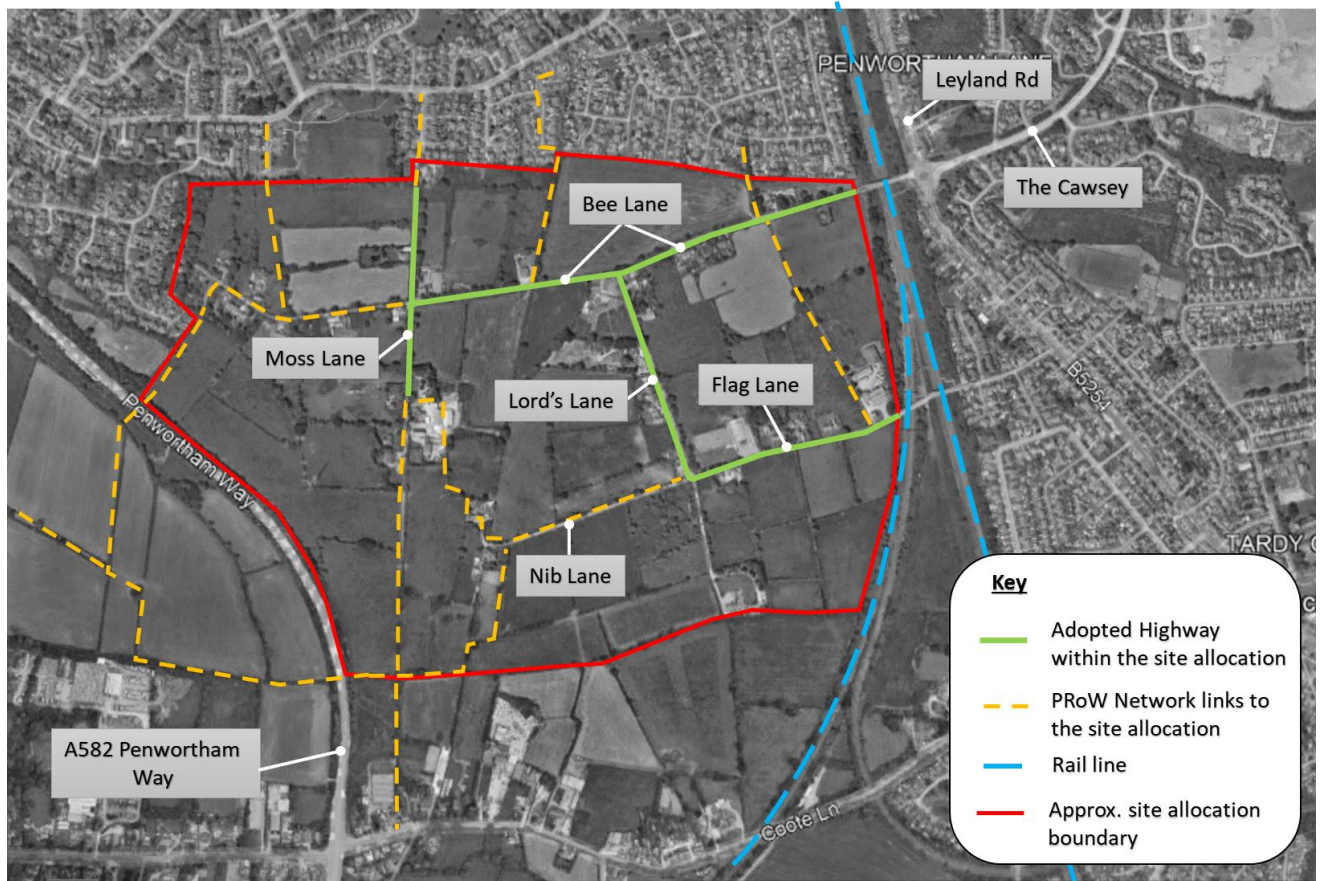 PENWORTHAM LANE
Leyland Rd
The Cawsey
Bee Lane
Moss Lane
Lord's Lane
Flag Lane
Penwortham Way
B5254
Nib Lane
TARDY
A582 Penwortham
Way
Coote Ln
Key
Adopted Highway
within the site allocation
PRoW Network links to
the site allocation
Rail line
Approx. site allocation
boundary